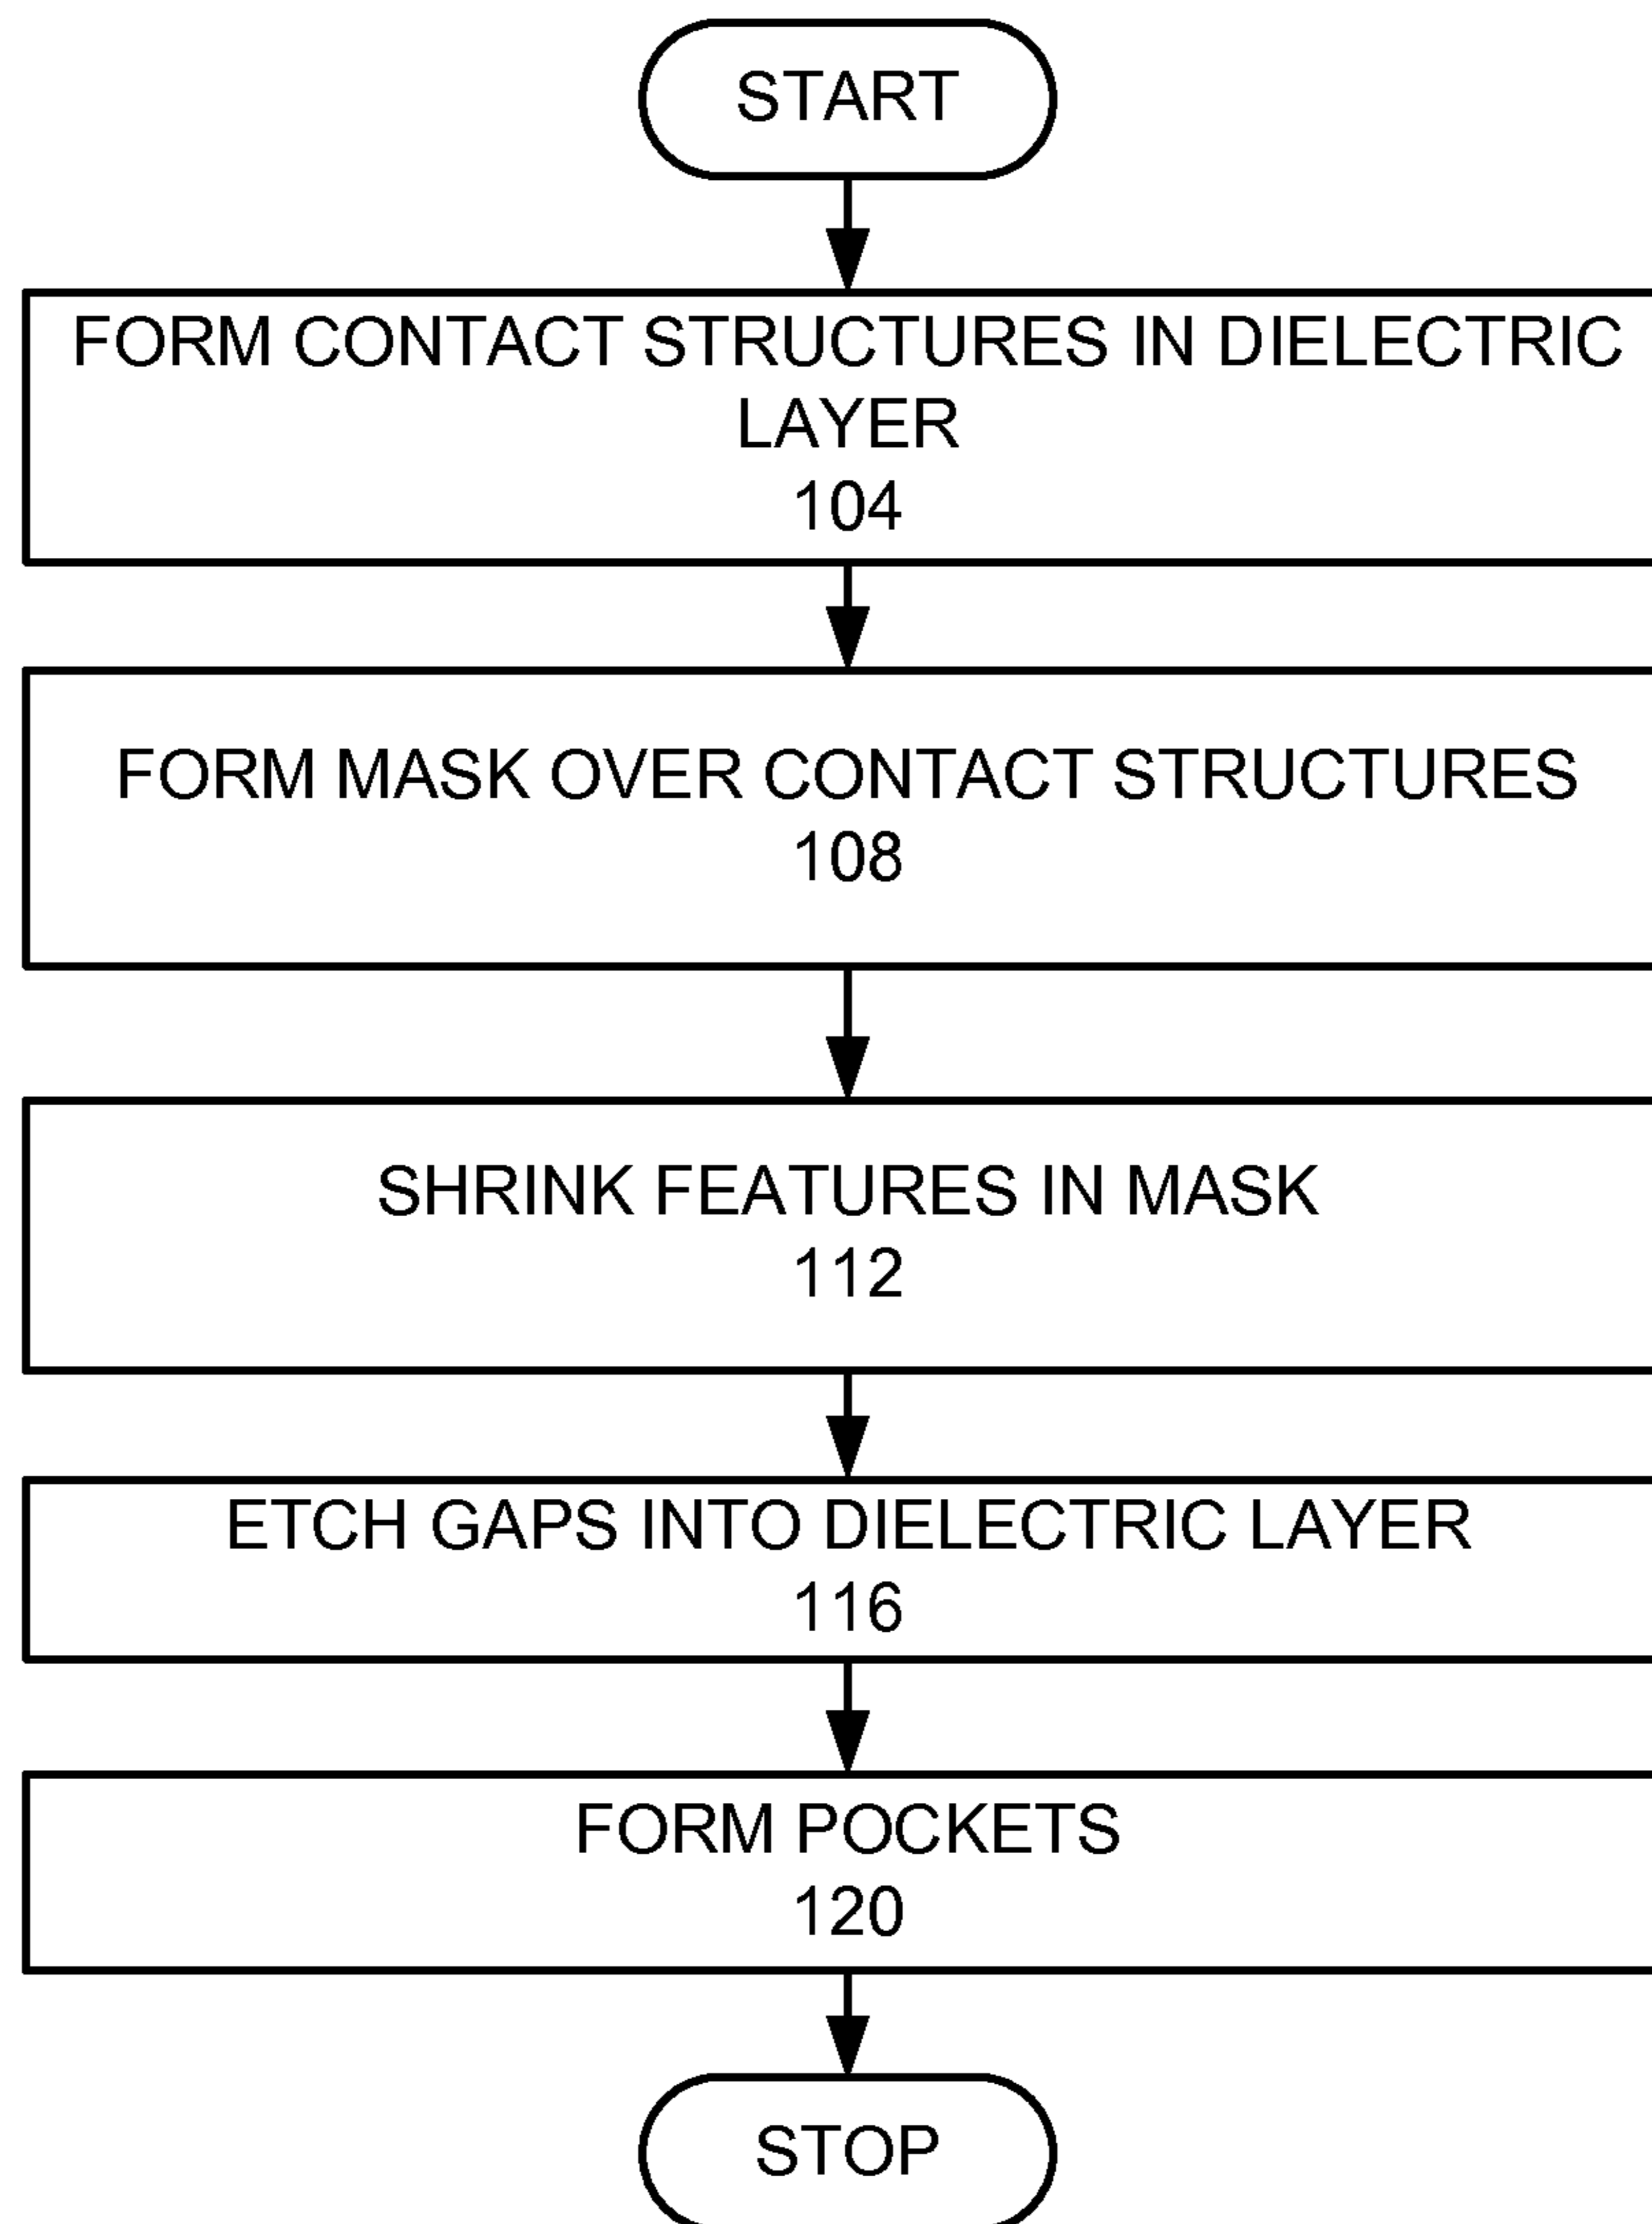 START
FORM CONTACT STRUCTURES IN DIELECTRIC
LAYER
104
FORM MASK OVER CONTACT STRUCTURES
108
SHRINK FEATURES IN MASK
112
ETCH GAPS INTO DIELECTRIC LAYER
116
FORM POCKETS
120
STOP